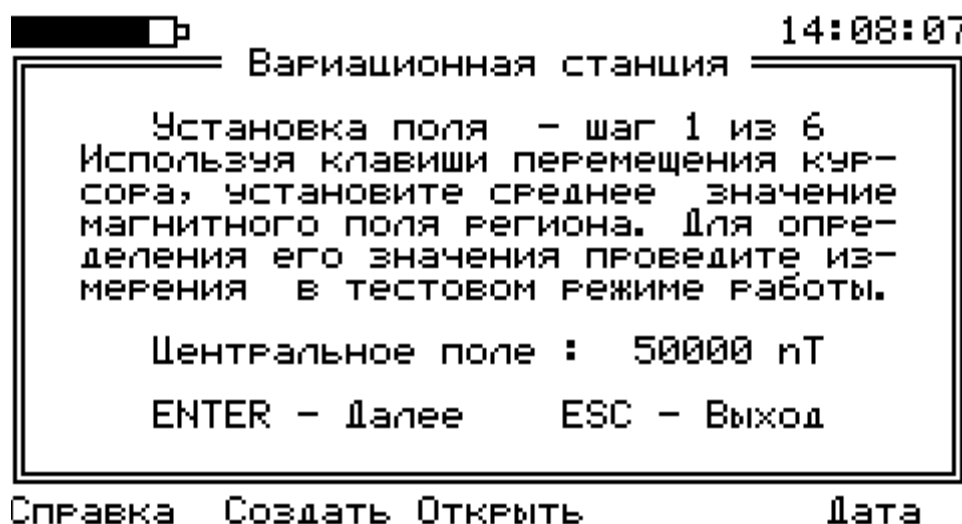 14:08:07
Вариационная станция
Установка поля - шаг 1 из 6
Используя клавиши перемещения кур-
сора, установите среднее значение
магнитного поля региона. Для опре-
деления его значения проведите из-
мерения в тестовом режиме работы.
Центральное поле : 50000 nT
ENTER - Далее ESC - Выход
Справка Создать Открыть Дата